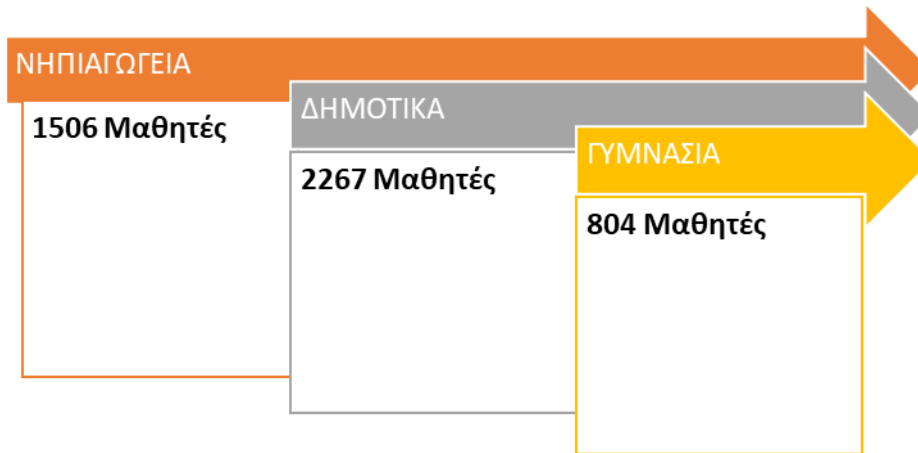 ΝΗΠΙΑΓΩΓΕΙΑ
1506 Μαθητές
ΔΗΜΟΤΙΚΑ
2267 Μαθητές
ΓΥΜΝΑΣΙΑ
804 Μαθητές